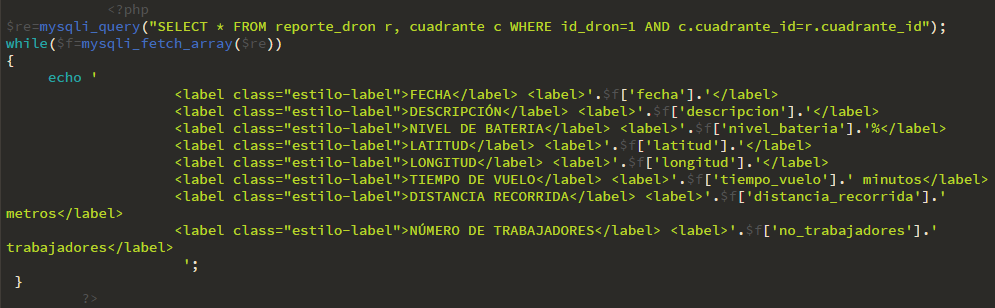 <?php
$re=mysqli_query("SELECT * FROM reporte_dron r, cuadrante c WHERE id_dron=1 AND c.cuadrante_id=r.cuadrante_id");
while($f=mysqli_fetch_array($re))
{
echo '
<label class="estilo-label">FECHA</label> <label>'.$f['fecha'].'</label>
<label class="estilo-label">DESCRIPCIÓN</label> <label>'.$f['descripcion'].'</label>
<label class="estilo-label">NIVEL DE BATERIA</label> <label>'.$f['nivel_bateria'].'%</label>
<label class="estilo-label">LATITUD</label> <label>'.$f['latitud'].'</label>
<label class="estilo-label">LONGITUD</label> <label>'.$f['longitud'].'</label>
<label class="estilo-label">TIEMPO DE VUELO</label> <label>'.$f['tiempo_vuelo'].' minutos</label>
<label class="estilo-label">DISTANCIA RECORRIDA</label> <label>'.$f['distancia_recorrida'].'
metros</label>
<label class="estilo-label">NÚMERO DE TRABAJADORES</label> <label>'.$f['no_trabajadores'].'
trabajadores</label>
';
}
?>